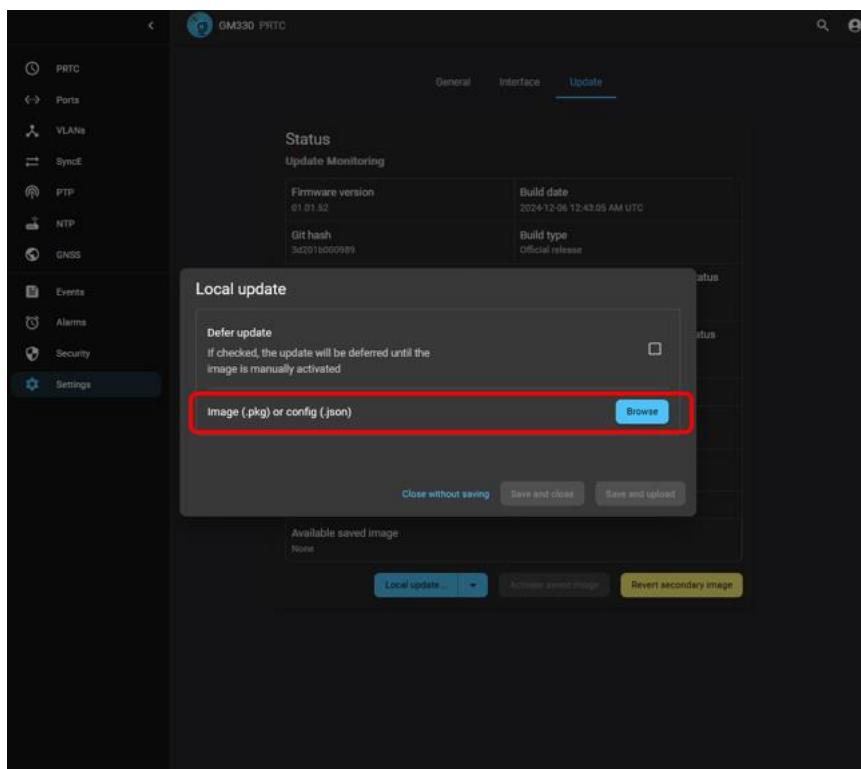 GM330 PRTC
PRTC
Ports
VLANs
SyncE
PTP
NTP
GNSS
Events
Alarms
Security
Settings
General Interface Update
Status
Update Monitoring
Firmware version
01.01.52
Build date
2024-12-06 12:43:05 AM UTC
Git hash
3d201b000989
Build type
Official release
atus
atus
Local update
Defer update
If checked, the update will be deferred until the
image is manually activated
Image (.pkg) or config (.json) Browse
Close without saving Save and close Save and upload
Available saved image
None
Local update... Activate saved image Revert secondary image